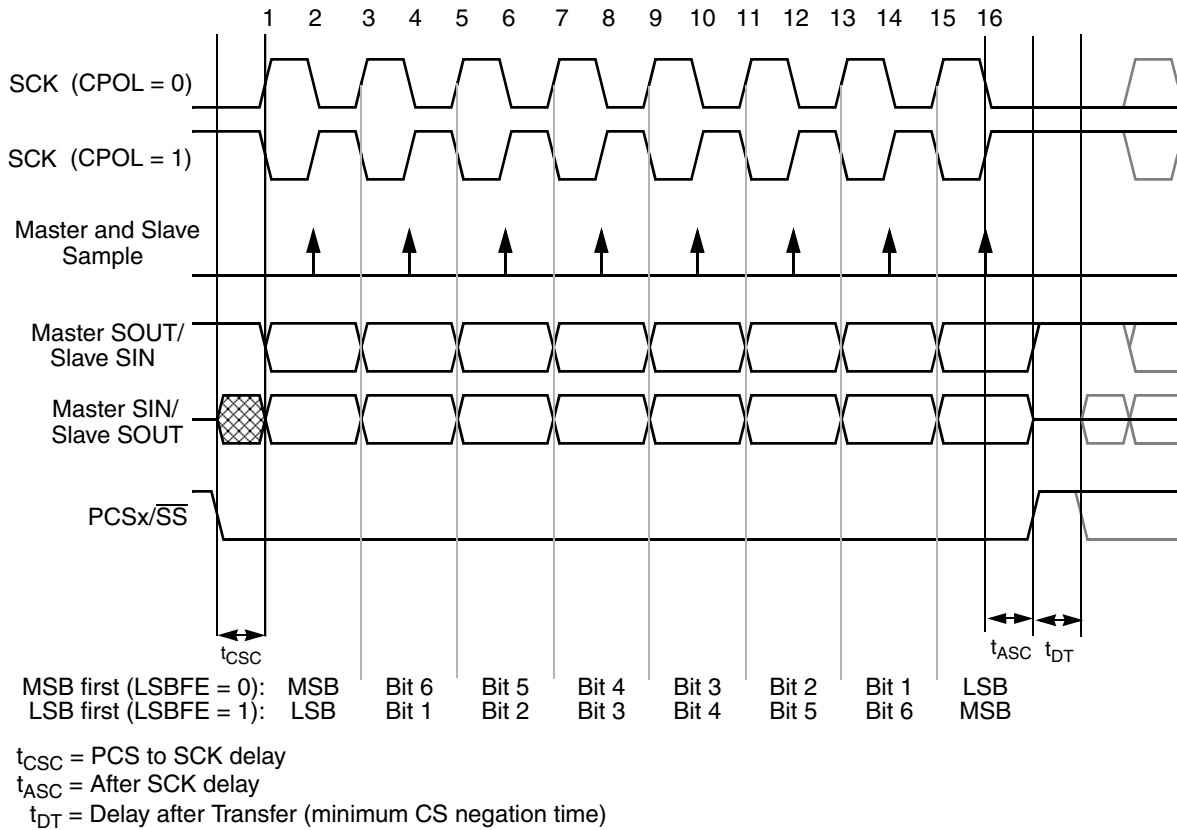 1 2 3 4 5 6 7 8 9 10 11 12 13 14 15 16
SCK (CPOL = 0)
SCK (CPOL = 1)
Master and Slave
Sample
Master SOUT/
Slave SIN
Master SIN/
Slave SOUT
PCSx/SS
tCSC
tASC tDT
MSB first (LSBFE = 0): MSB Bit 6 Bit 5 Bit 4 Bit 3 Bit 2 Bit 1 LSB
LSB first (LSBFE = 1): LSB Bit 1 Bit 2 Bit 3 Bit 4 Bit 5 Bit 6 MSB
tCSC = PCS to SCK delay
tASC = After SCK delay
tDT = Delay after Transfer (minimum CS negation time)